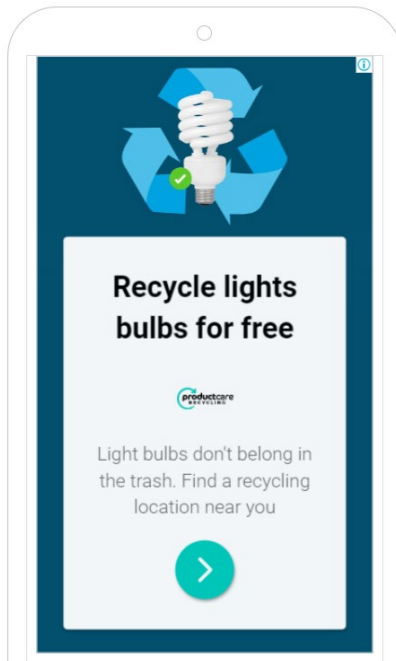 Recycle lights
bulbs for free
productcare
RECYCLING
Light bulbs don't belong in
the trash. Find a recycling
location near you